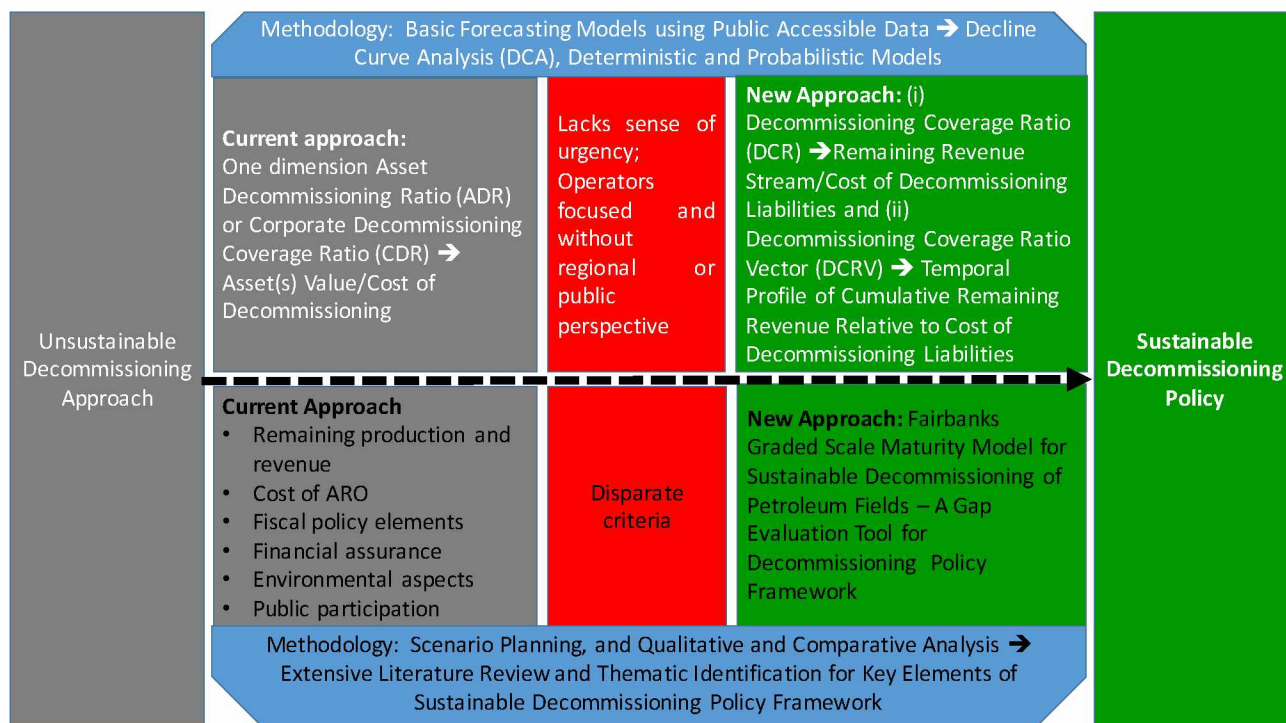 Methodology: Basic Forecasting Models using Public Accessible Data ➔ Decline
Curve Analysis (DCA), Deterministic and Probabilistic Models
Unsustainable
Decommissioning
Approach
Current approach:
One dimension Asset
Decommissioning Ratio (ADR)
or Corporate Decommissioning
Coverage Ratio (CDR) ➔
Asset(s) Value/Cost of
Decommissioning
Lacks sense of
urgency;
Operators
focused and
without
regional or
public
perspective
New Approach: (i)
Decommissioning Coverage Ratio
(DCR) ➔Remaining Revenue
Stream/Cost of Decommissioning
Liabilities and (ii)
Decommissioning Coverage Ratio
Vector (DCRV) ➔ Temporal
Profile of Cumulative Remaining
Revenue Relative to Cost of
Decommissioning Liabilities
Current Approach
• Remaining production and
revenue
• Cost of ARO
• Fiscal policy elements
• Financial assurance
• Environmental aspects
• Public participation
Disparate
criteria
New Approach: Fairbanks
Graded Scale Maturity Model for
Sustainable Decommissioning of
Petroleum Fields – A Gap
Evaluation Tool for
Decommissioning Policy
Framework
Sustainable
Decommissioning
Policy
Methodology: Scenario Planning, and Qualitative and Comparative Analysis ➔
Extensive Literature Review and Thematic Identification for Key Elements of
Sustainable Decommissioning Policy Framework